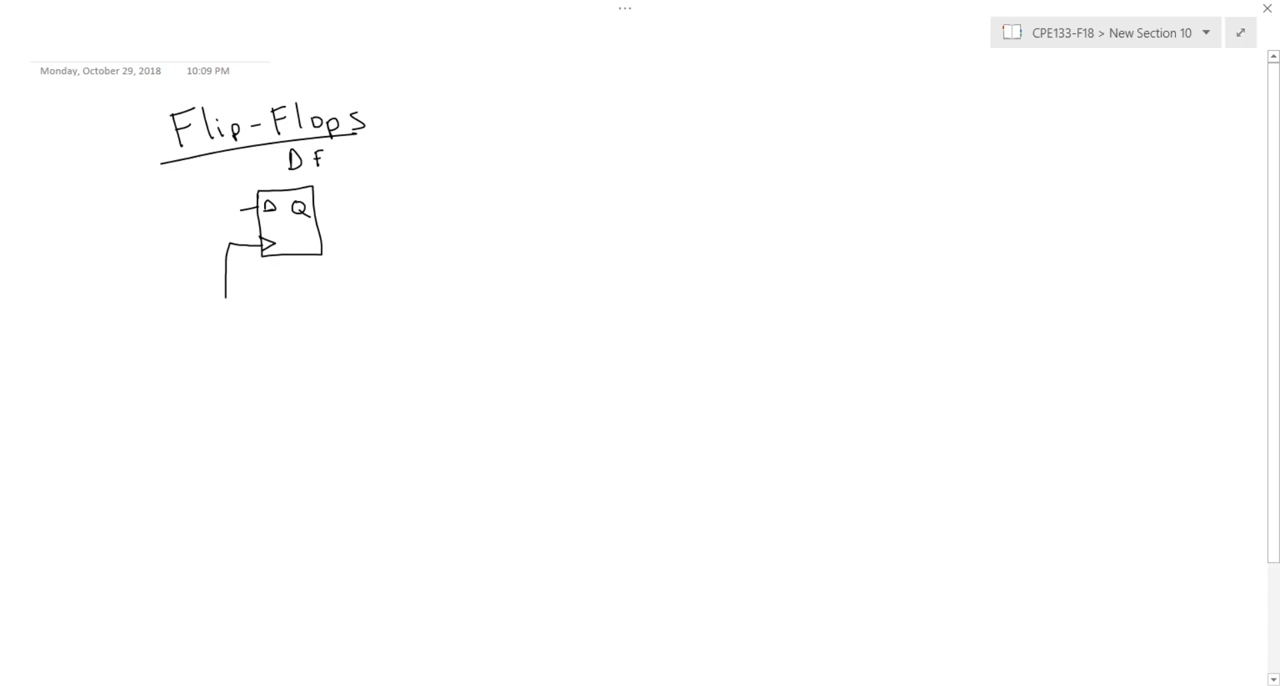 CPE133-F18 > New Section 10
Monday, October 29, 2018 10:09 PM
Flip-Flops
D F
D Q